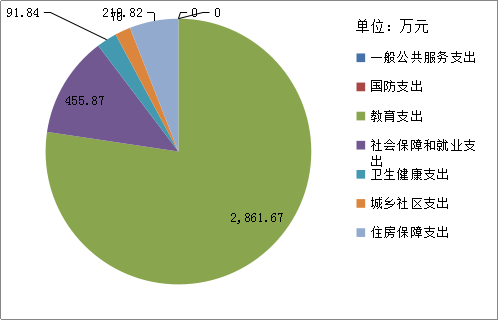 91.84
219.82
0
0
455.87
2,861.67
单位：万元
一般公共服务支出
国防支出
教育支出
社会保障和就业支
出
卫生健康支出
城乡社区支出
住房保障支出